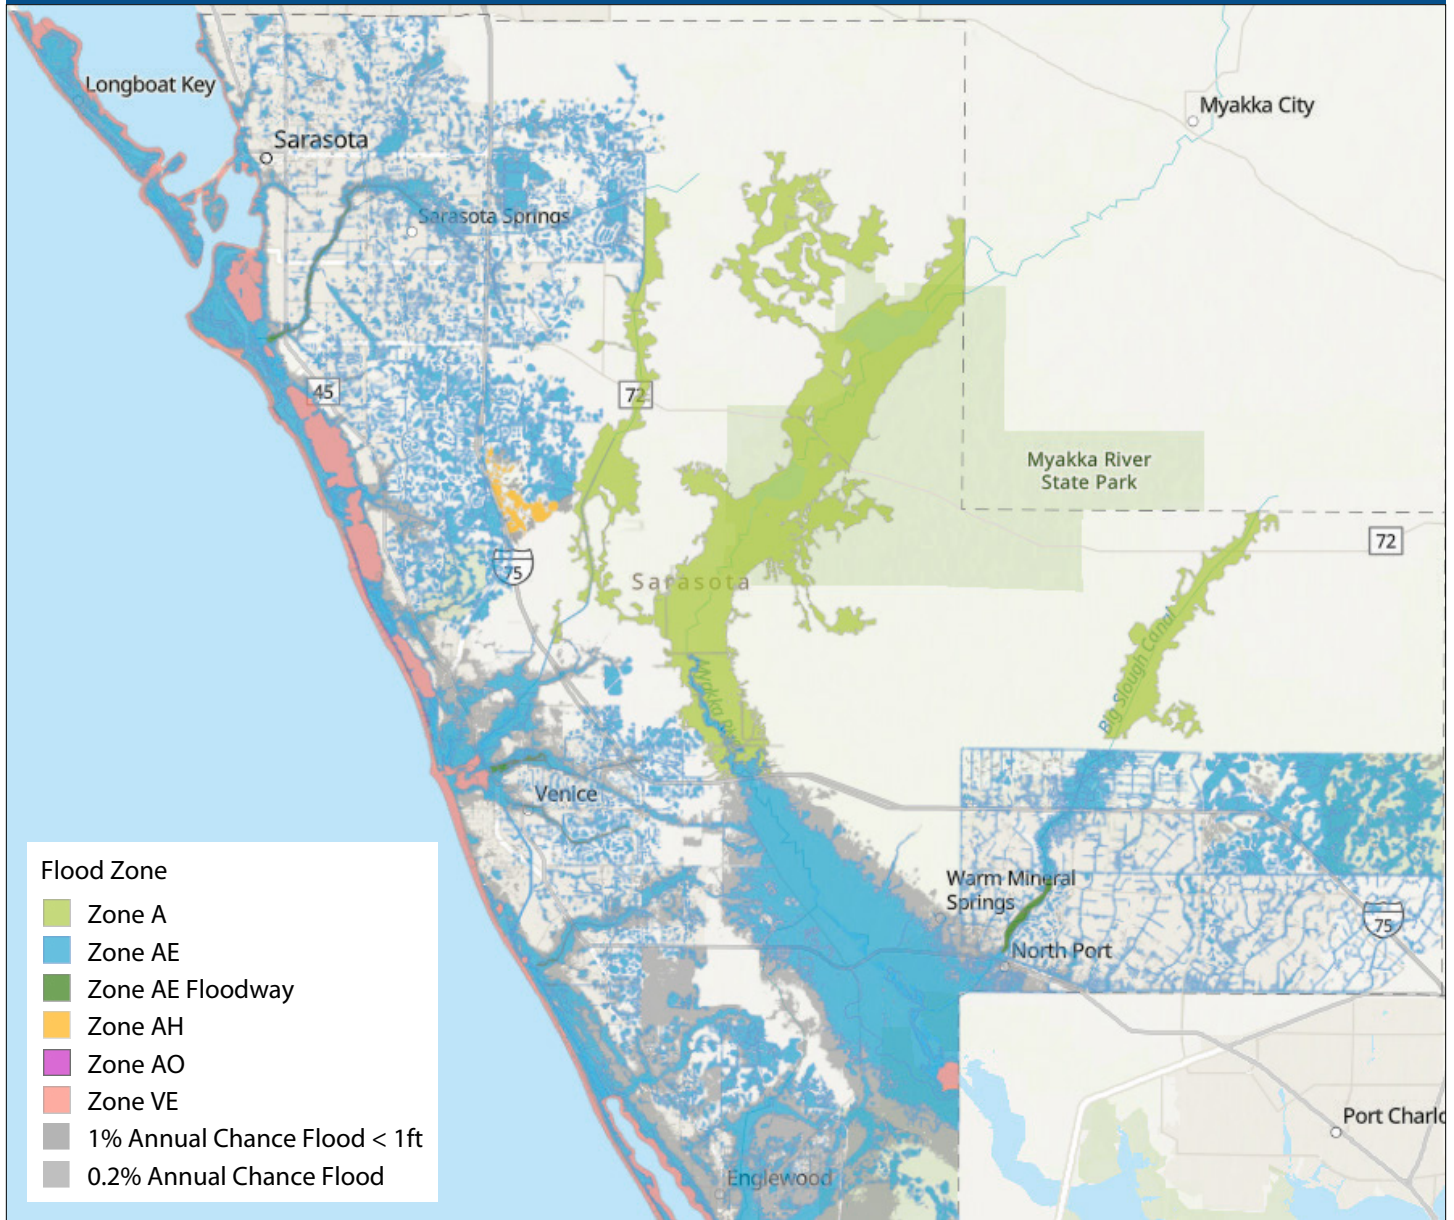 Longboat Key
Sarasota
Myakka City
Sarasota Springs
45
72
Myakka River
State Park
72
75
Sarasota
Big Slough Canal
Myakka
Venice
Warm Mineral
Springs
75
North Port
Port Charlo
Englewood
Flood Zone
Zone A
Zone AE
Zone AE Floodway
Zone AH
Zone AO
Zone VE
1% Annual Chance Flood < 1ft
0.2% Annual Chance Flood